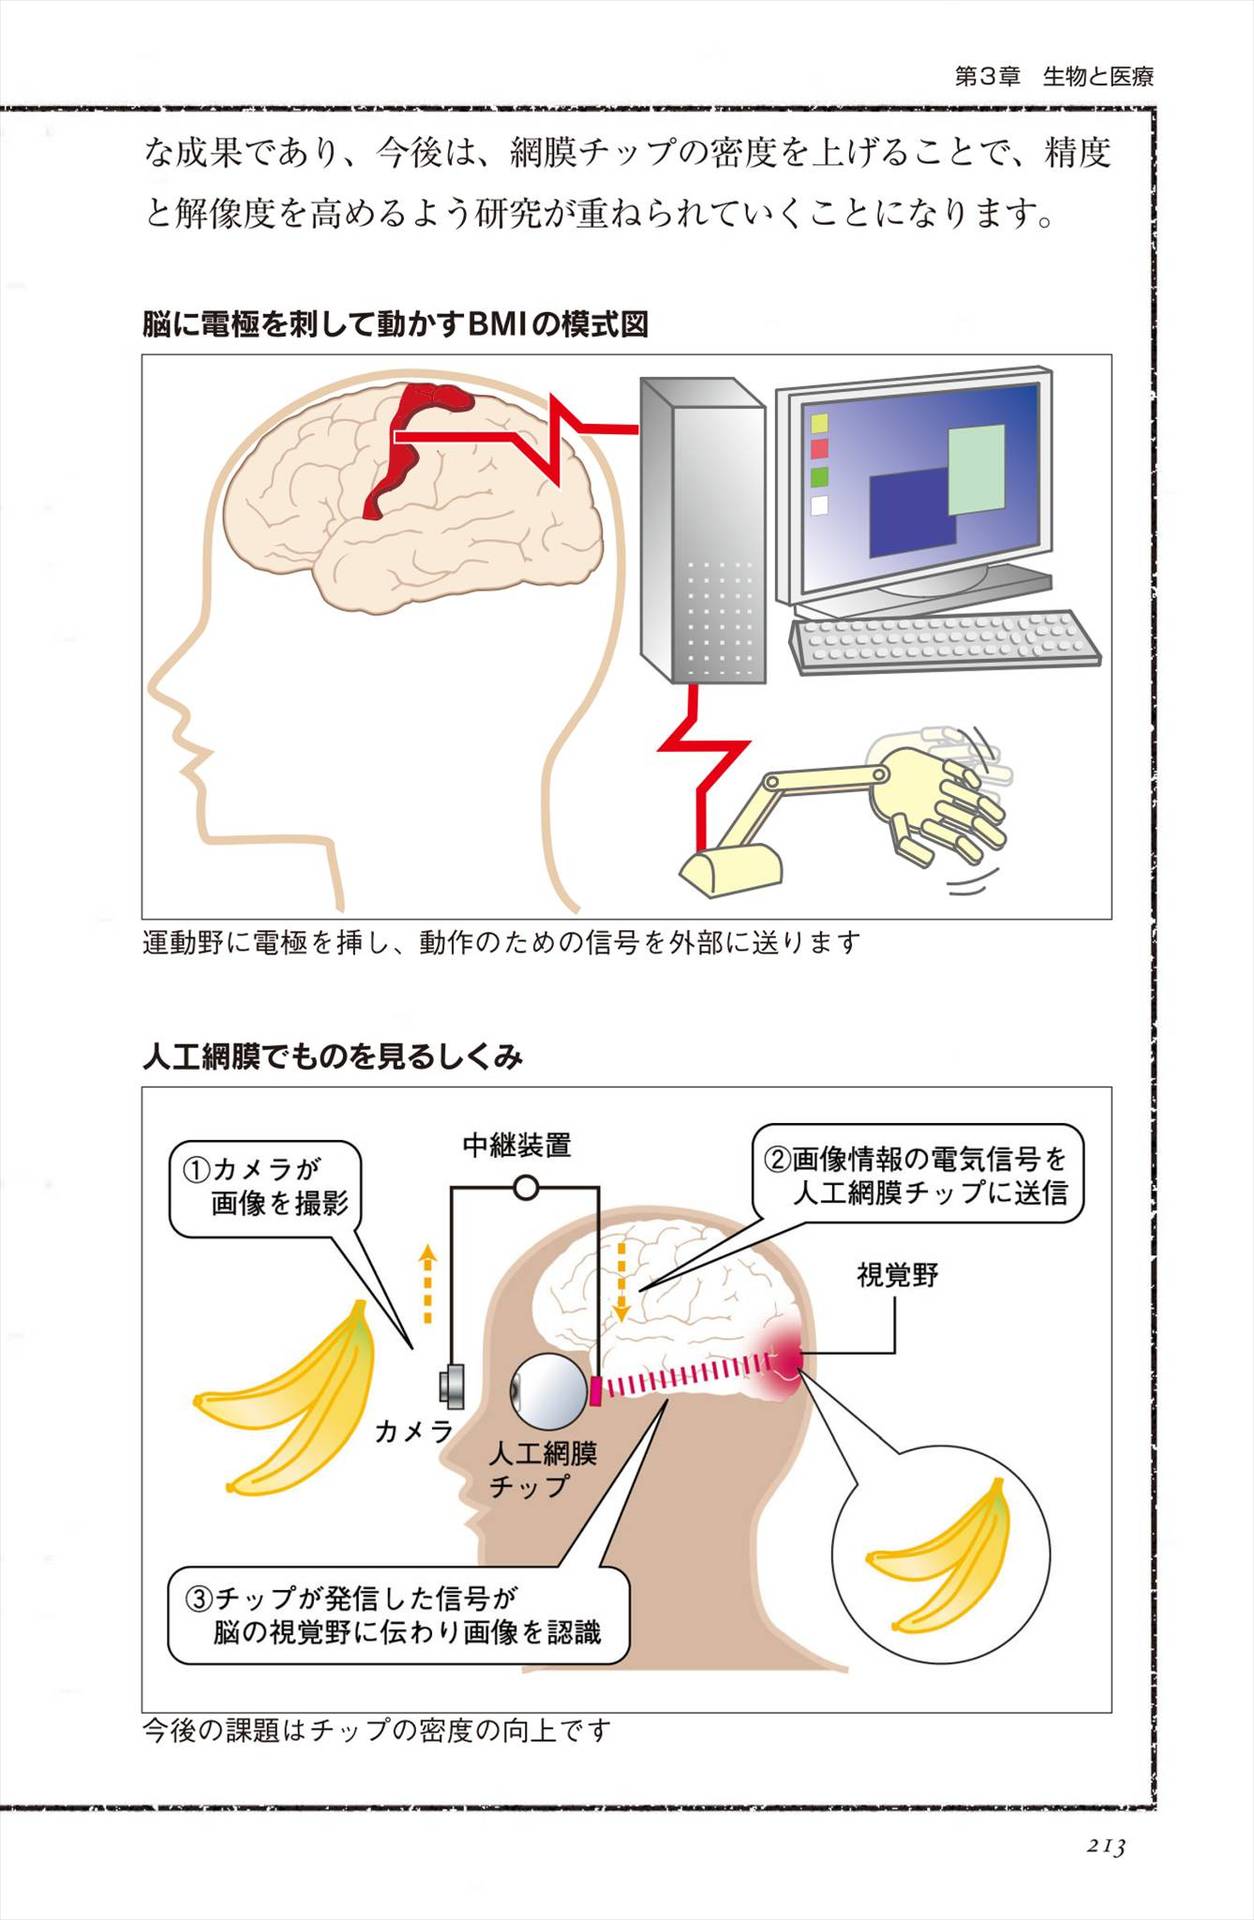 第3章 生物と医療
な成果であり、今後は、網膜チップの密度を上げることで、精度
と解像度を高めるよう研究が重ねられていくことになります。
脳に電極を刺して動かすBMIの模式図
運動野に電極を挿し、動作のための信号を外部に送ります
人工網膜でものを見るしくみ
①カメラが
画像を撮影
中継装置
②画像情報の電気信号を
人工網膜チップに送信
視覚野
カメラ
人工網膜
チップ
③チップが発信した信号が
脳の視覚野に伝わり画像を認識
今後の課題はチップの密度の向上です
213